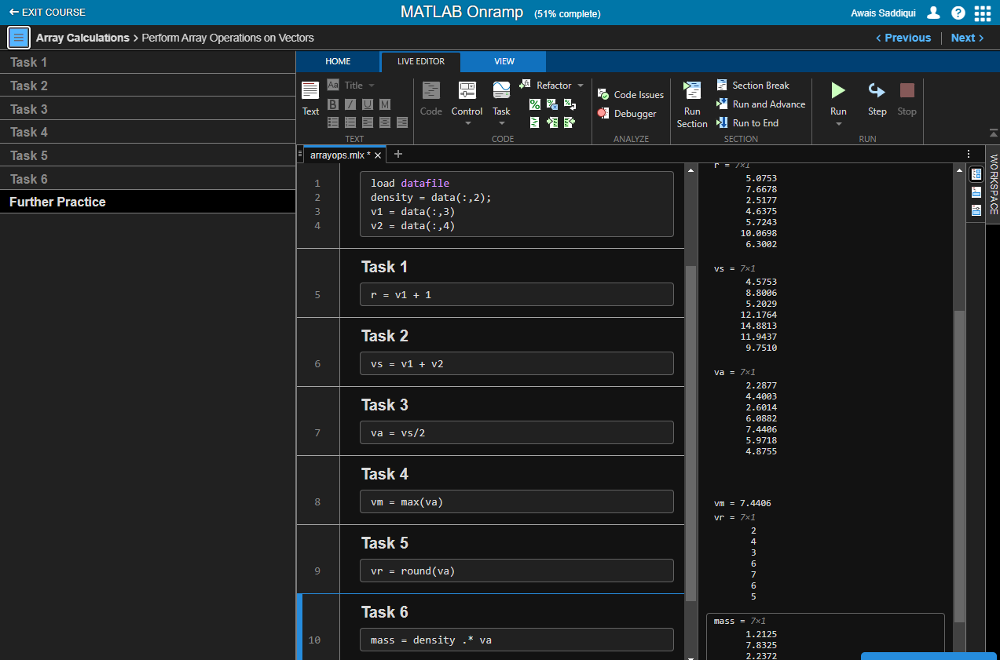 ← EXIT COURSE
MATLAB Onramp (51% complete)
Awais Saddiqui
Array Calculations > Perform Array Operations on Vectors
< Previous | Next >
Task 1
Task 2
Task 3
Task 4
Task 5
Task 6
Further Practice
HOME
LIVE EDITOR
VIEW
Text
Aa Title
B I U M
TEXT
Code
Control
Task
Refactor
CODE
Code Issues
Debugger
ANALYZE
Run Section
Section Break
Run and Advance
Run to End
SECTION
Run
Step
Stop
RUN
arrayops.mlx * ×
+
WORKSPACE
1 load datafile
2 density = data(:,2);
3 v1 = data(:,3)
4 v2 = data(:,4)
Task 1
5 r = v1 + 1
Task 2
6 vs = v1 + v2
Task 3
7 va = vs/2
Task 4
8 vm = max(va)
Task 5
9 vr = round(va)
Task 6
10 mass = density .* va
r = 7×1
5.0753
7.6678
2.5177
4.6375
5.7243
10.0698
6.3002
vs = 7×1
4.5753
8.8006
5.2029
12.1764
14.8813
11.9437
9.7510
va = 7×1
2.2877
4.4003
2.6014
6.0882
7.4406
5.9718
4.8755
vm = 7.4406
vr = 7×1
2
4
3
6
7
6
5
mass = 7×1
1.2125
7.8325
2.2372